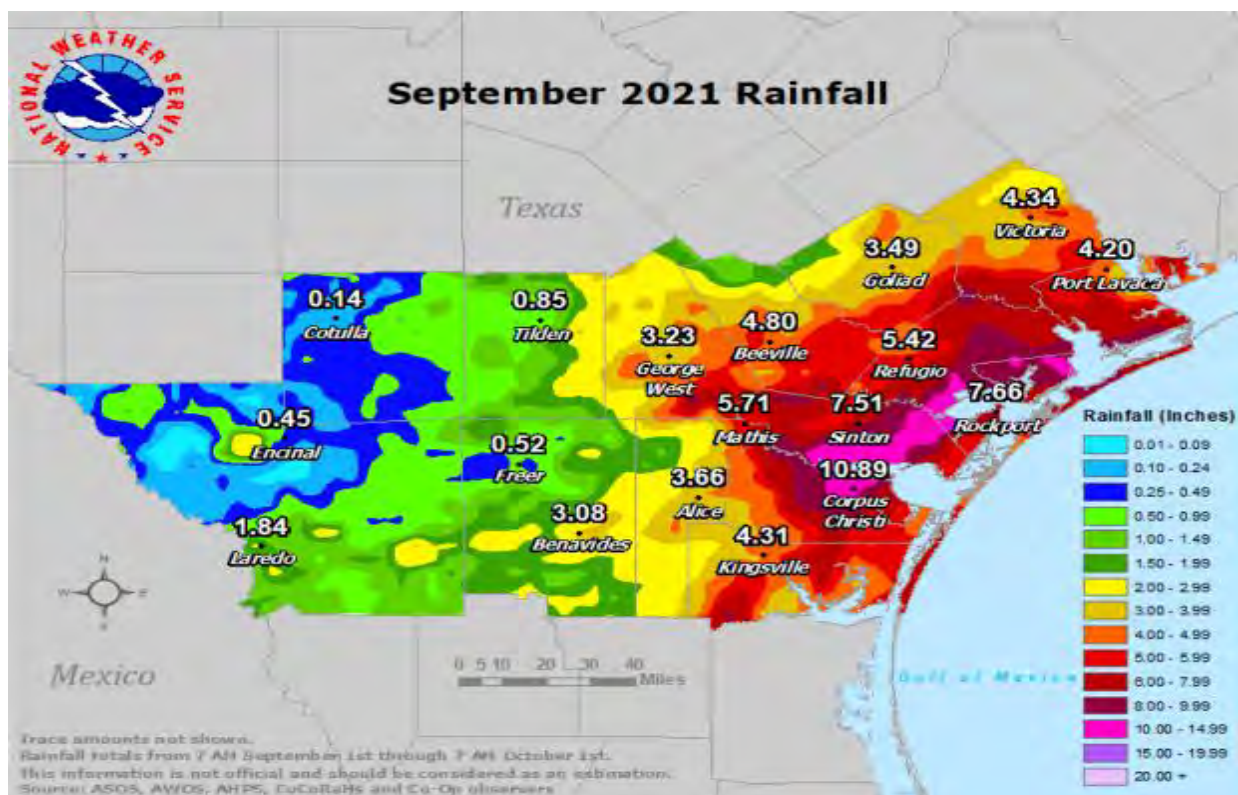 NATIONAL WEATHER SERVICE
September 2021 Rainfall
Texas
4.34
Victoria
3.49
Goliad
4.20
Port Lavaca
0.14
Cotulla
0.85
Tilden
3.23
George
West
4.80
Beeville
5.42
Refugio
0.45
Encinal
5.71
Mathis
7.51
Sinton
7.66
Rockport
0.52
Freer
3.66
Alice
10.89
Corpus
Christi
1.84
Laredo
3.08
Benavides
4.31
Kingsville
Rainfall (Inches)
0.01 - 0.09
0.10 - 0.24
0.25 - 0.49
0.50 - 0.99
1.00 - 1.49
1.50 - 1.99
2.00 - 2.99
3.00 - 3.99
4.00 - 4.99
5.00 - 5.99
6.00 - 7.99
8.00 - 9.99
10.00 - 14.99
15.00 - 19.99
20.00 +
N
W E
S
0 5 10 20 30 40
Miles
Mexico
Gulf of Mexico
Trace amounts not shown.
Rainfall totals from 7 AM September 1st through 7 AM October 1st.
This information is not official and should be considered as an estimation.
Source: ASOS, AWOS, AHPS, CoCoRaHs and Co-Op observers